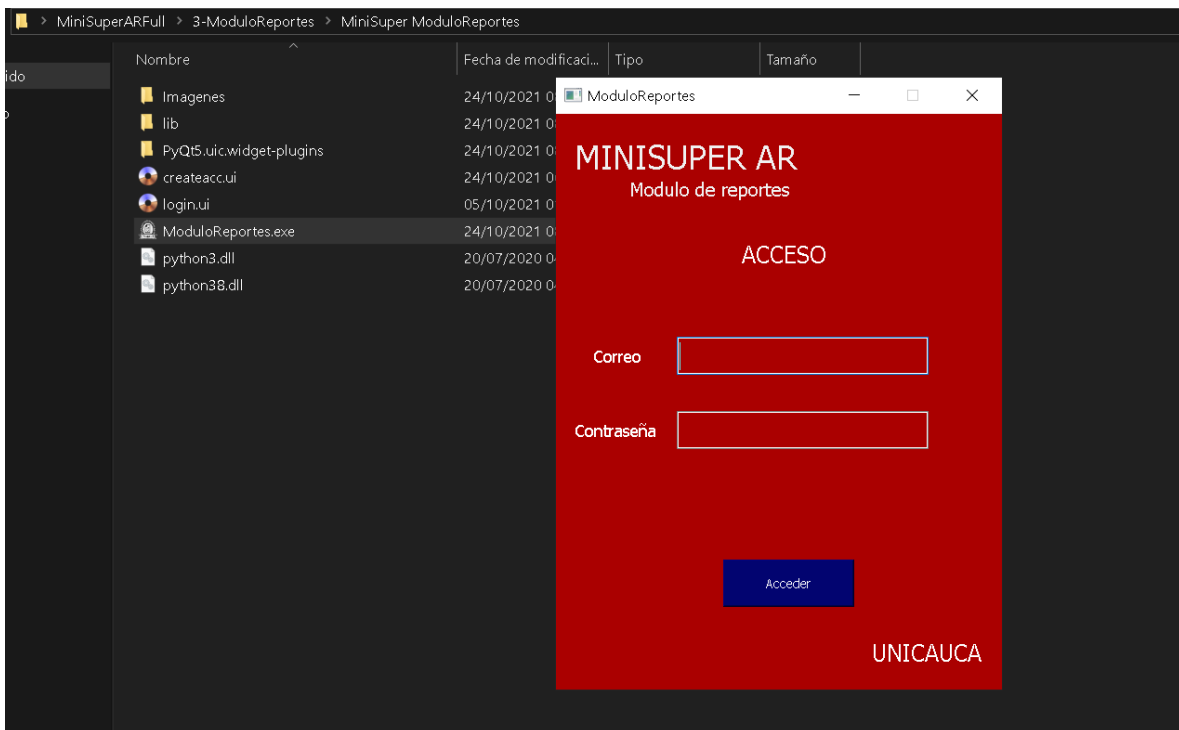 > MiniSuperARFull > 3-ModuloReportes > MiniSuper ModuloReportes
Nombre Fecha de modificaci... Tipo Tamaño
ido
Imagenes 24/10/2021 0
lib 24/10/2021 0
PyQt5.uic.widget-plugins 24/10/2021 0
createacc.ui 24/10/2021 0
login.ui 05/10/2021 0
ModuloReportes.exe 24/10/2021 0
python3.dll 20/07/2020 0
python38.dll 20/07/2020 0
ModuloReportes
MINISUPER AR
Modulo de reportes
ACCESO
Correo
Contraseña
Acceder
UNICAUCA